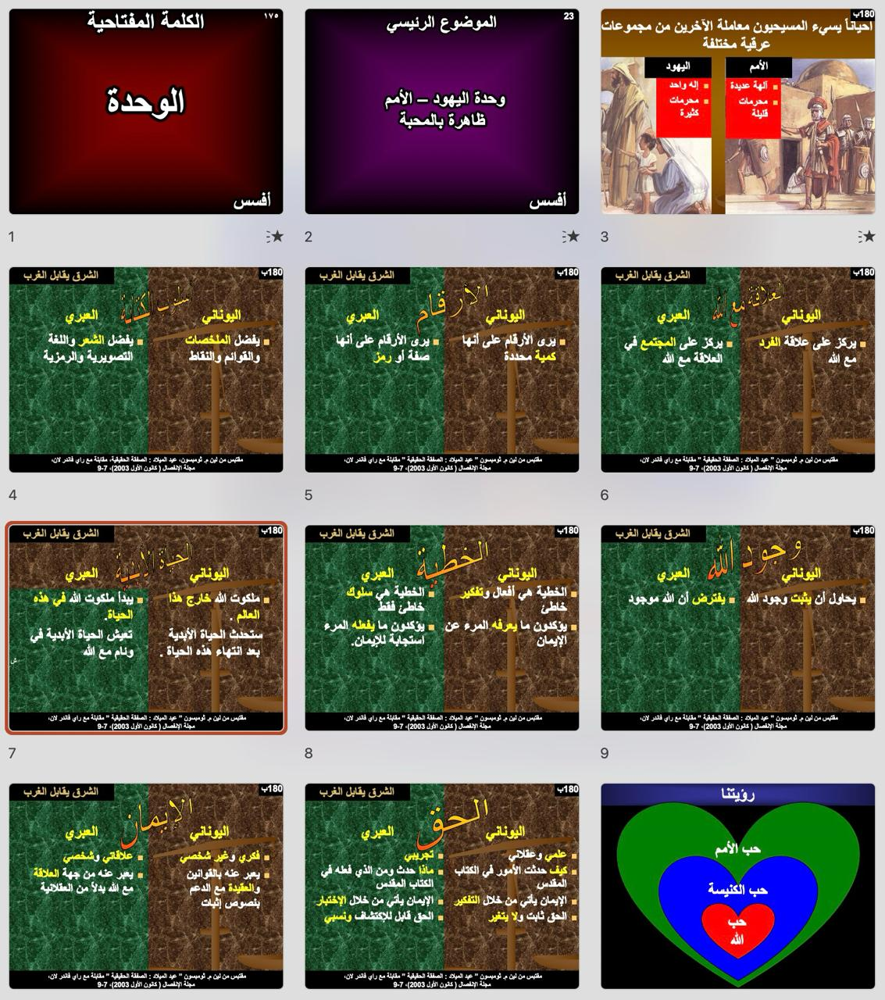 ١٧٥
الكلمة المفتاحية
الوحدة
أفسس
1
23
الموضوع الرئيسي
وحدة اليهود – الأمم
ظاهرة بالمحبة
أفسس
2
180ب
احياناً يسيء المسيحيون معاملة الآخرين من مجموعات
عرقية مختلفة
الأمم
آلهة عديدة
محرمات
قليلة
اليهود
إله واحد
محرمات
كثيرة
3
180ب
الشرق يقابل الغرب
أسلوب الكتابة
اليوناني
يفضل الملخصات
والقوائم والنقاط
العبري
يفضل الشعر واللغة
التصويرية والرمزية
مقتبس من لين م. ثومبسون، عيد الميلاد : الصفقة الحقيقية، مقابلة مع راي فاندر لان،
مجلة الإنفصال ( كانون الأول 2003)، 7-9
4
180ب
الشرق يقابل الغرب
الأرقام
اليوناني
يرى الأرقام على أنها
كمية محددة
العبري
يرى الأرقام على أنها
صفة أو رمز
مقتبس من لين م. ثومبسون " عيد الميلاد : الصفقة الحقيقية " مقابلة مع راي فاندر لان،
مجلة الإنفصال ( كانون الأول 2003)، 7-9
5
180ب
الشرق يقابل الغرب
العلاقة مع الله
اليوناني
يركز على علاقة الفرد
مع الله
العبري
يركز على المجتمع في
العلاقة مع الله
مقتبس من لين م. ثومبسون " عيد الميلاد : الصفقة الحقيقية " مقابلة مع راي فاندر لان،
مجلة الإنفصال ( كانون الأول 2003)، 7-9
6
180ب
الشرق يقابل الغرب
الحياة الأبدية
اليوناني
ملكوت الله خارج هذا
العالم .
ستحدث الحياة الأبدية
بعد انتهاء هذه الحياة .
العبري
يبدأ ملكوت الله في هذه
الحياة.
تعيش الحياة الأبدية في
ونام مع الله
ش
مقتبس من لين م. ثومبسون " عيد الميلاد : الصفقة الحقيقية " مقابلة مع راي فاندر لان،
مجلة الإنفصال ( كانون الأول 2003)، 7-9
7
180ب
الشرق يقابل الغرب
الخطية
اليوناني
الخطية هي أفعال وتفكير
خاطئ
يؤكدون ما يعرفه المرء عن
الإيمان
العبري
الخطية هي سلوك
خاطئ فقط
يؤكدون ما يفعله المرء
استجابة للإيمان.
مقتبس من لين م. ثومبسون " عيد الميلاد : الصفقة الحقيقية " مقابلة مع راي فاندر لان،
مجلة الإنفصال ( كانون الأول 2003)، 7-9
8
180ب
الشرق يقابل الغرب
وجود الله
اليوناني
يحاول أن يثبت وجود الله
العبري
يفترض أن الله موجود
مقتبس من لين م. ثومبسون " عيد الميلاد : الصفقة الحقيقية " مقابلة مع راي فاندر لان،
مجلة الإنفصال ( كانون الأول 2003)، 7-9
9
180ب
الشرق يقابل الغرب
الإيمان
اليوناني
فكري وغير شخصي
يعبر عنه بالقوانين
والعقيدة مع الدعم
بنصوص إثبات
العبري
علاقاتي وشخصي
يعبر عنه من جهة العلاقة
مع الله بدلاً من العقلانية
مقتبس من لين م. ثومبسون " عيد الميلاد : الصفقة الحقيقية " مقابلة مع راي فاندر لان،
مجلة الإنفصال ( كانون الأول 2003)، 7-9
180ب
الشرق يقابل الغرب
الحق
اليوناني
علمي وعقلاني
كيف حدثت الأمور في الكتاب
المقدس
الإيمان يأتي من خلال التفكير
الحق ثابت ولا يتغير
العبري
تجريبي
ماذا حدث ومن الذي فعله في
الكتاب المقدس
الإيمان يأتي من خلال الإختبار
الحق قابل للإكتشاف ونسبي
مقتبس من لين م. ثومبسون " عيد الميلاد : الصفقة الحقيقية " مقابلة مع راي فاندر لان،
مجلة الإنفصال ( كانون الأول 2003)، 7-9
رؤيتنا
حب الأمم
حب الكنيسة
حب
الله